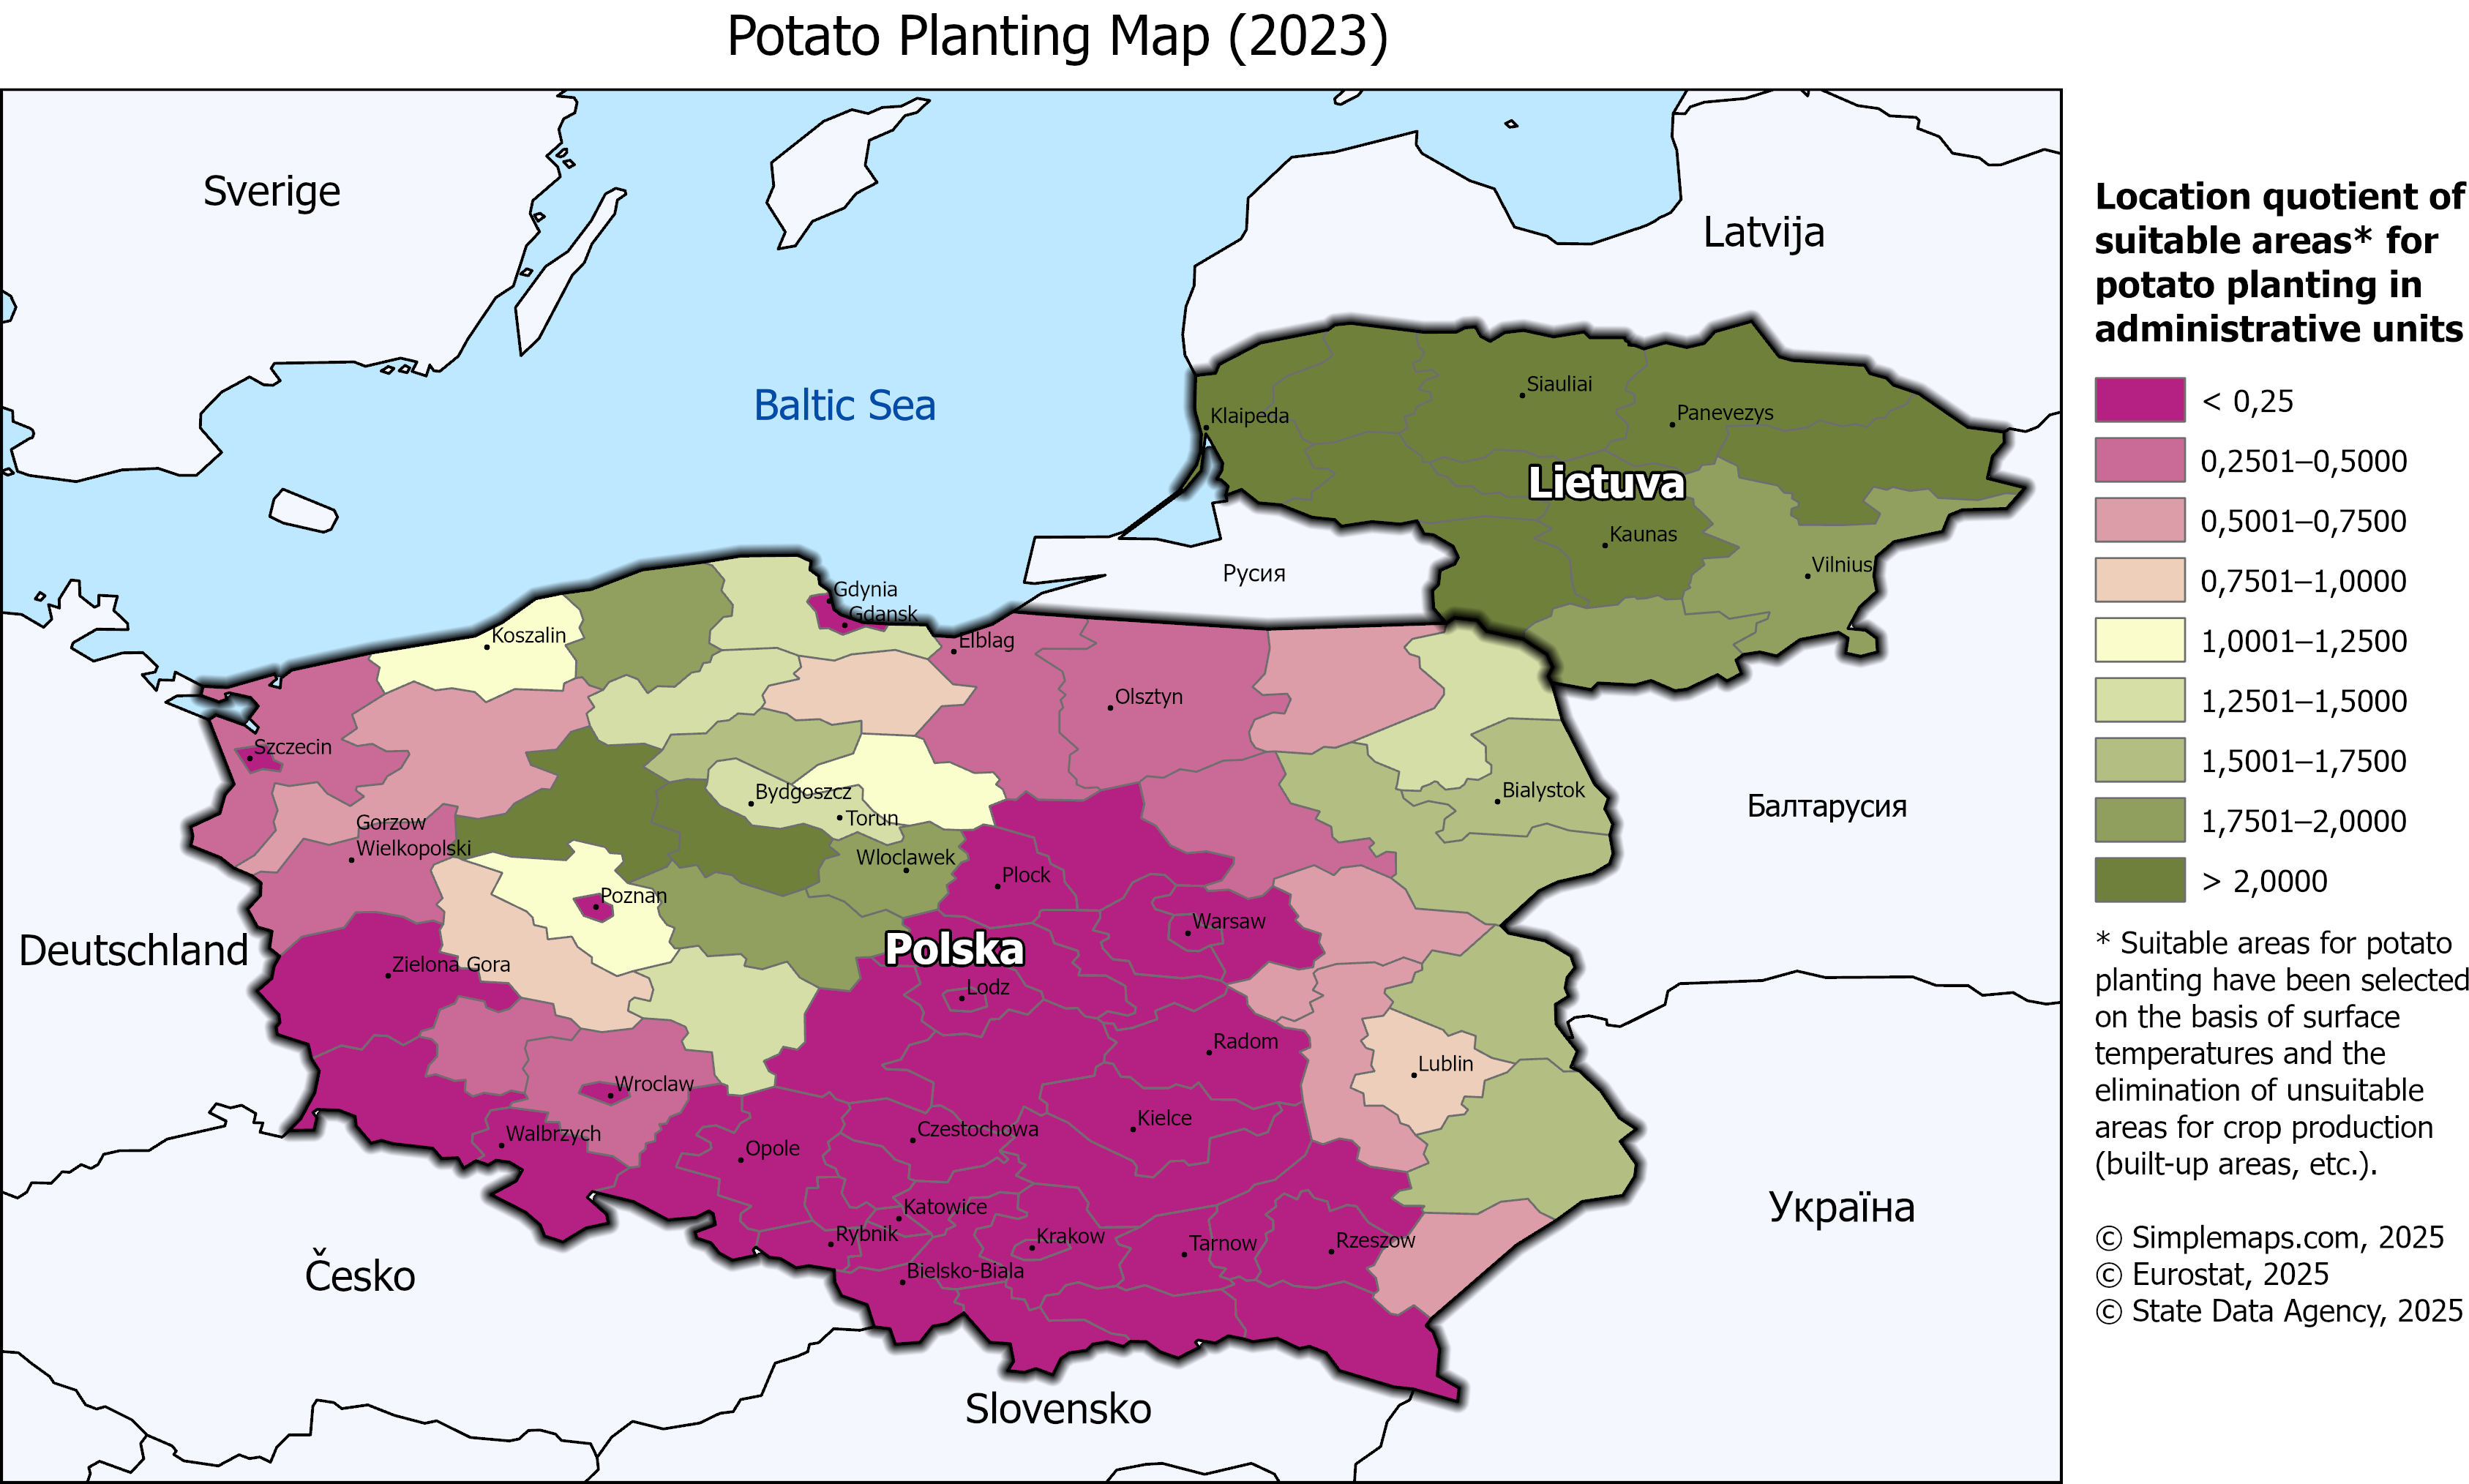 Potato Planting Map (2023)
Sverige
Latvija
Baltic Sea
Siauliai
Klaipeda
Panevezys
Lietuva
Kaunas
Vilnius
Русия
Gdynia
Gdansk
Koszalin
Elblag
Olsztyn
Szczecin
Bydgoszcz
Torun
Bialystok
Балтарусия
Gorzow
Wielkopolski
Wloclawek
Plock
Poznan
Warsaw
Deutschland
Polska
Zielona Gora
Lodz
Radom
Lublin
Wroclaw
Walbrzych
Czestochowa
Kielce
Opole
Katowice
Rybnik
Krakow
Tarnow
Rzeszow
Україна
Bielsko-Biala
Česko
Slovensko
Location quotient of
suitable areas* for
potato planting in
administrative units
< 0,25
0,2501–0,5000
0,5001–0,7500
0,7501–1,0000
1,0001–1,2500
1,2501–1,5000
1,5001–1,7500
1,7501–2,0000
> 2,0000
* Suitable areas for potato
planting have been selected
on the basis of surface
temperatures and the
elimination of unsuitable
areas for crop production
(built-up areas, etc.).
© Simplemaps.com, 2025
© Eurostat, 2025
© State Data Agency, 2025